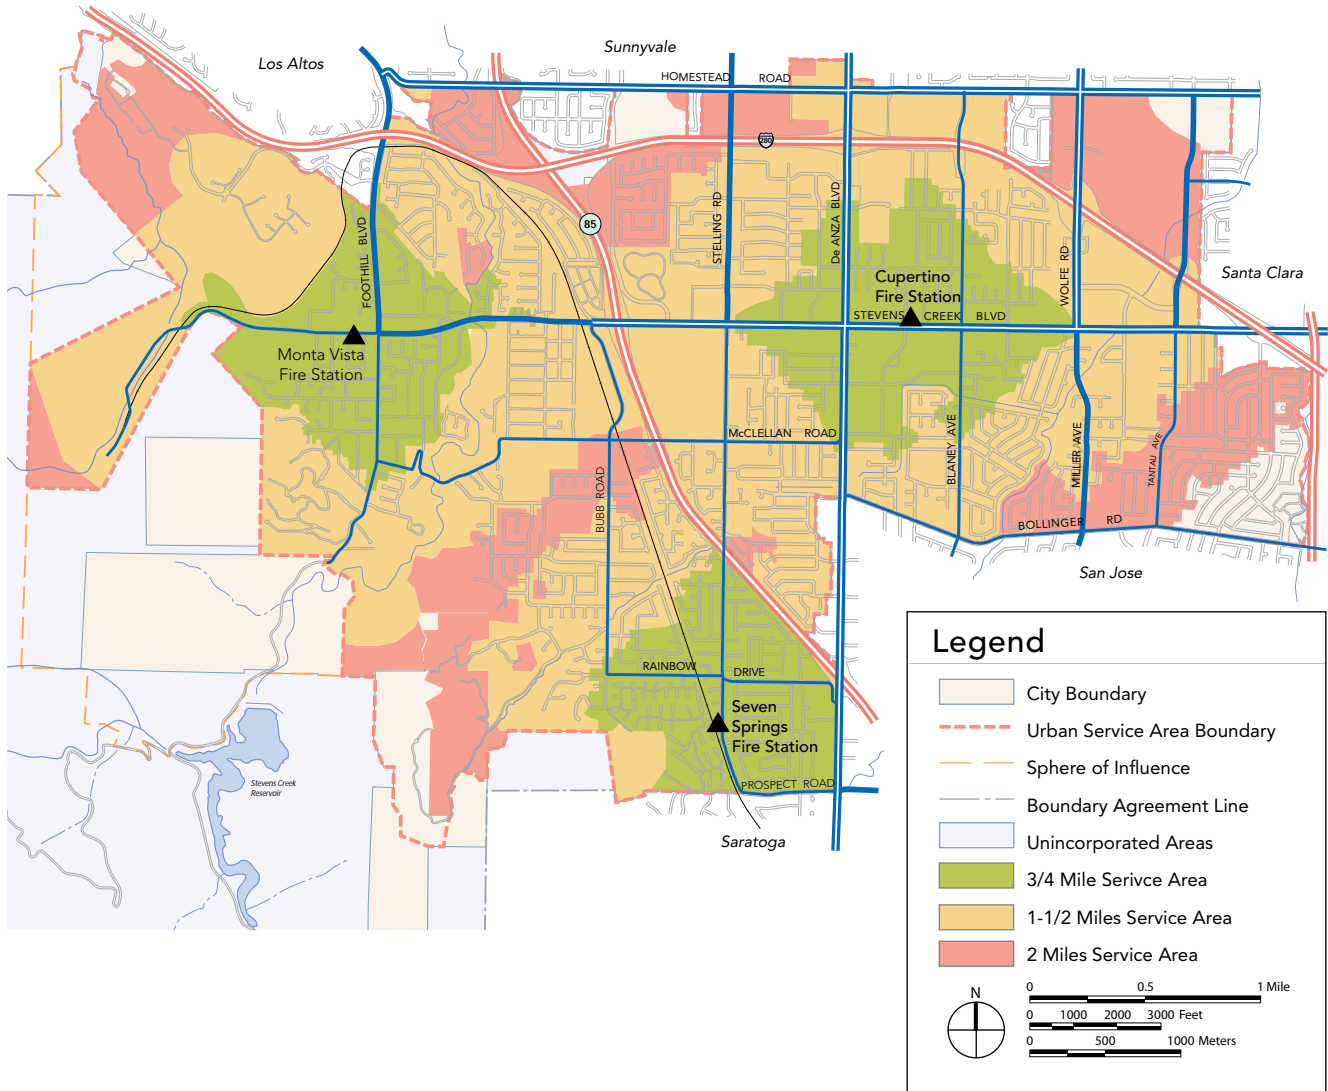 Sunnyvale
Los Altos
HOMESTEAD ROAD
280
85
FOOTHILL BLVD
STELLING RD
De ANZA BLVD
WOLFE RD
Santa Clara
Cupertino
Fire Station
STEVENS CREEK BLVD
Monta Vista
Fire Station
McCLELLAN ROAD
BLANEY AVE
MILLER AVE
TANTAU AVE
BUBB ROAD
BOLLINGER RD
San Jose
RAINBOW DRIVE
Seven
Springs
Fire Station
PROSPECT ROAD
Stevens Creek
Reservoir
Saratoga
Legend
City Boundary
Urban Service Area Boundary
Sphere of Influence
Boundary Agreement Line
Unincorporated Areas
3/4 Mile Serivce Area
1-1/2 Miles Service Area
2 Miles Service Area
N
0 0.5 1 Mile
0 1000 2000 3000 Feet
0 500 1000 Meters